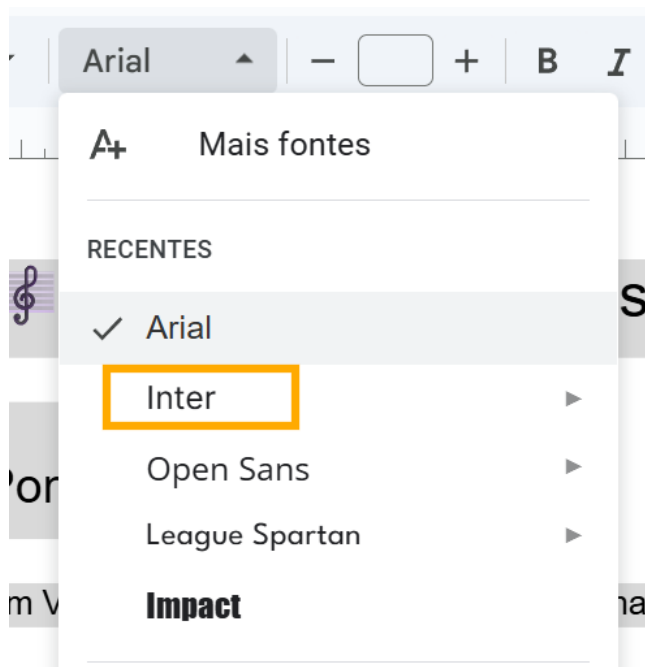 Arial
B I
Mais fontes
RECENTES
Arial
Inter
Open Sans
League Spartan
Impact